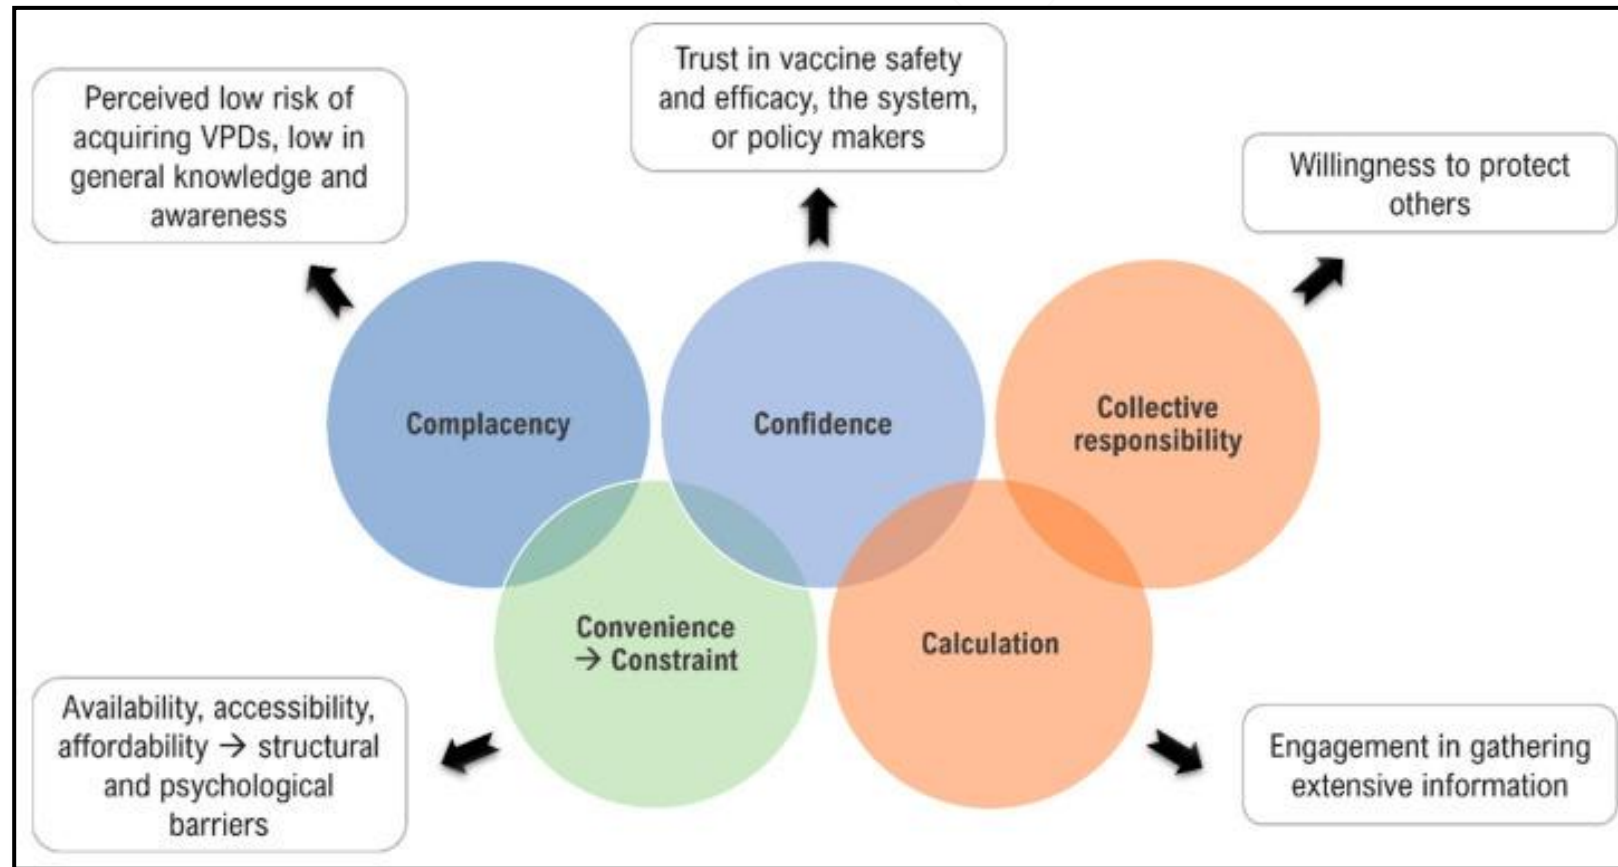 Trust in vaccine safety
and efficacy, the system,
or policy makers
Perceived low risk of
acquiring VPDs, low in
general knowledge and
awareness
Willingness to protect
others
Complacency
Confidence
Collective
responsibility
Convenience
→ Constraint
Calculation
Availability, accessibility,
affordability → structural
and psychological
barriers
Engagement in gathering
extensive information